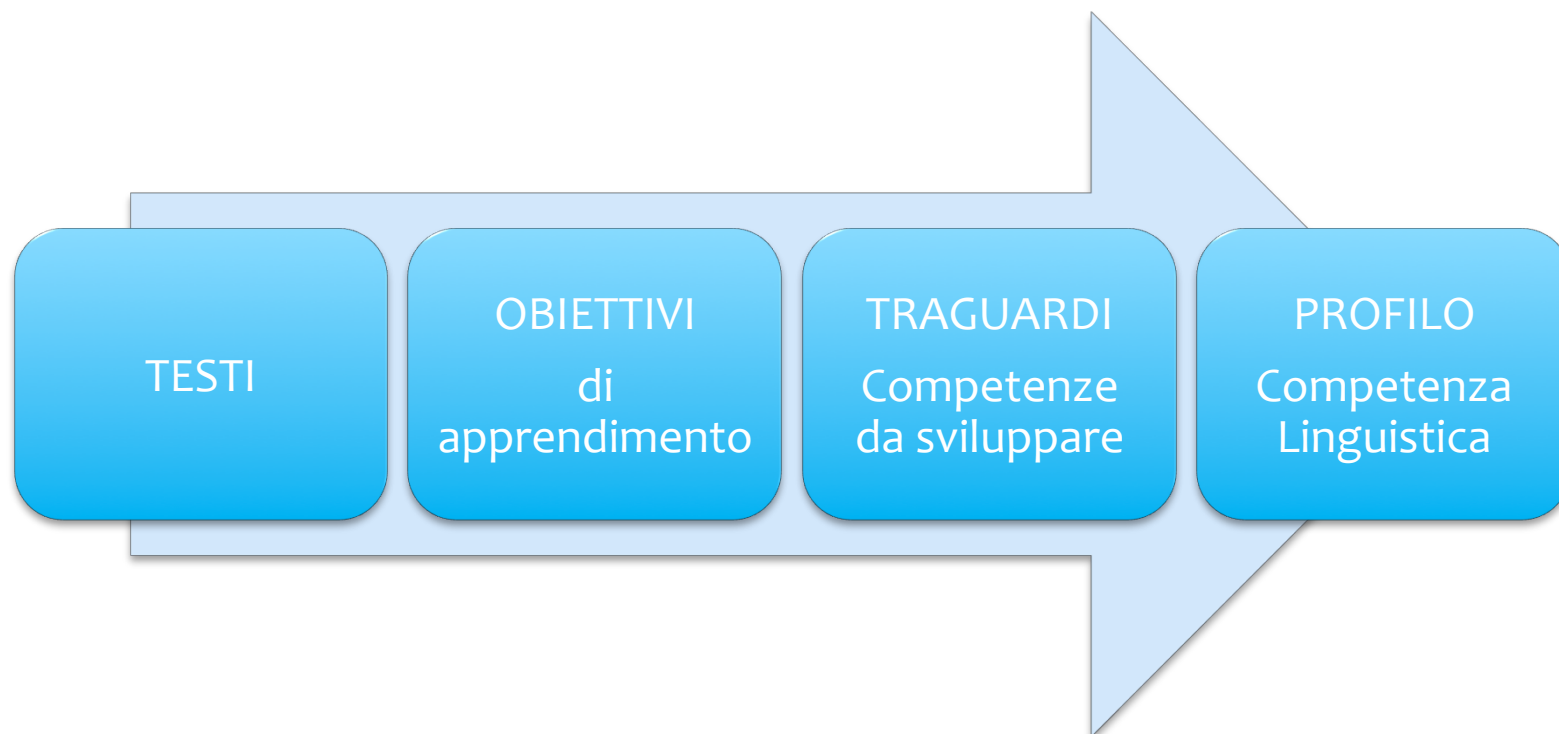 TESTI
OBIETTIVI
di
apprendimento
TRAGUARDI
Competenze
da sviluppare
PROFILO
Competenza
Linguistica